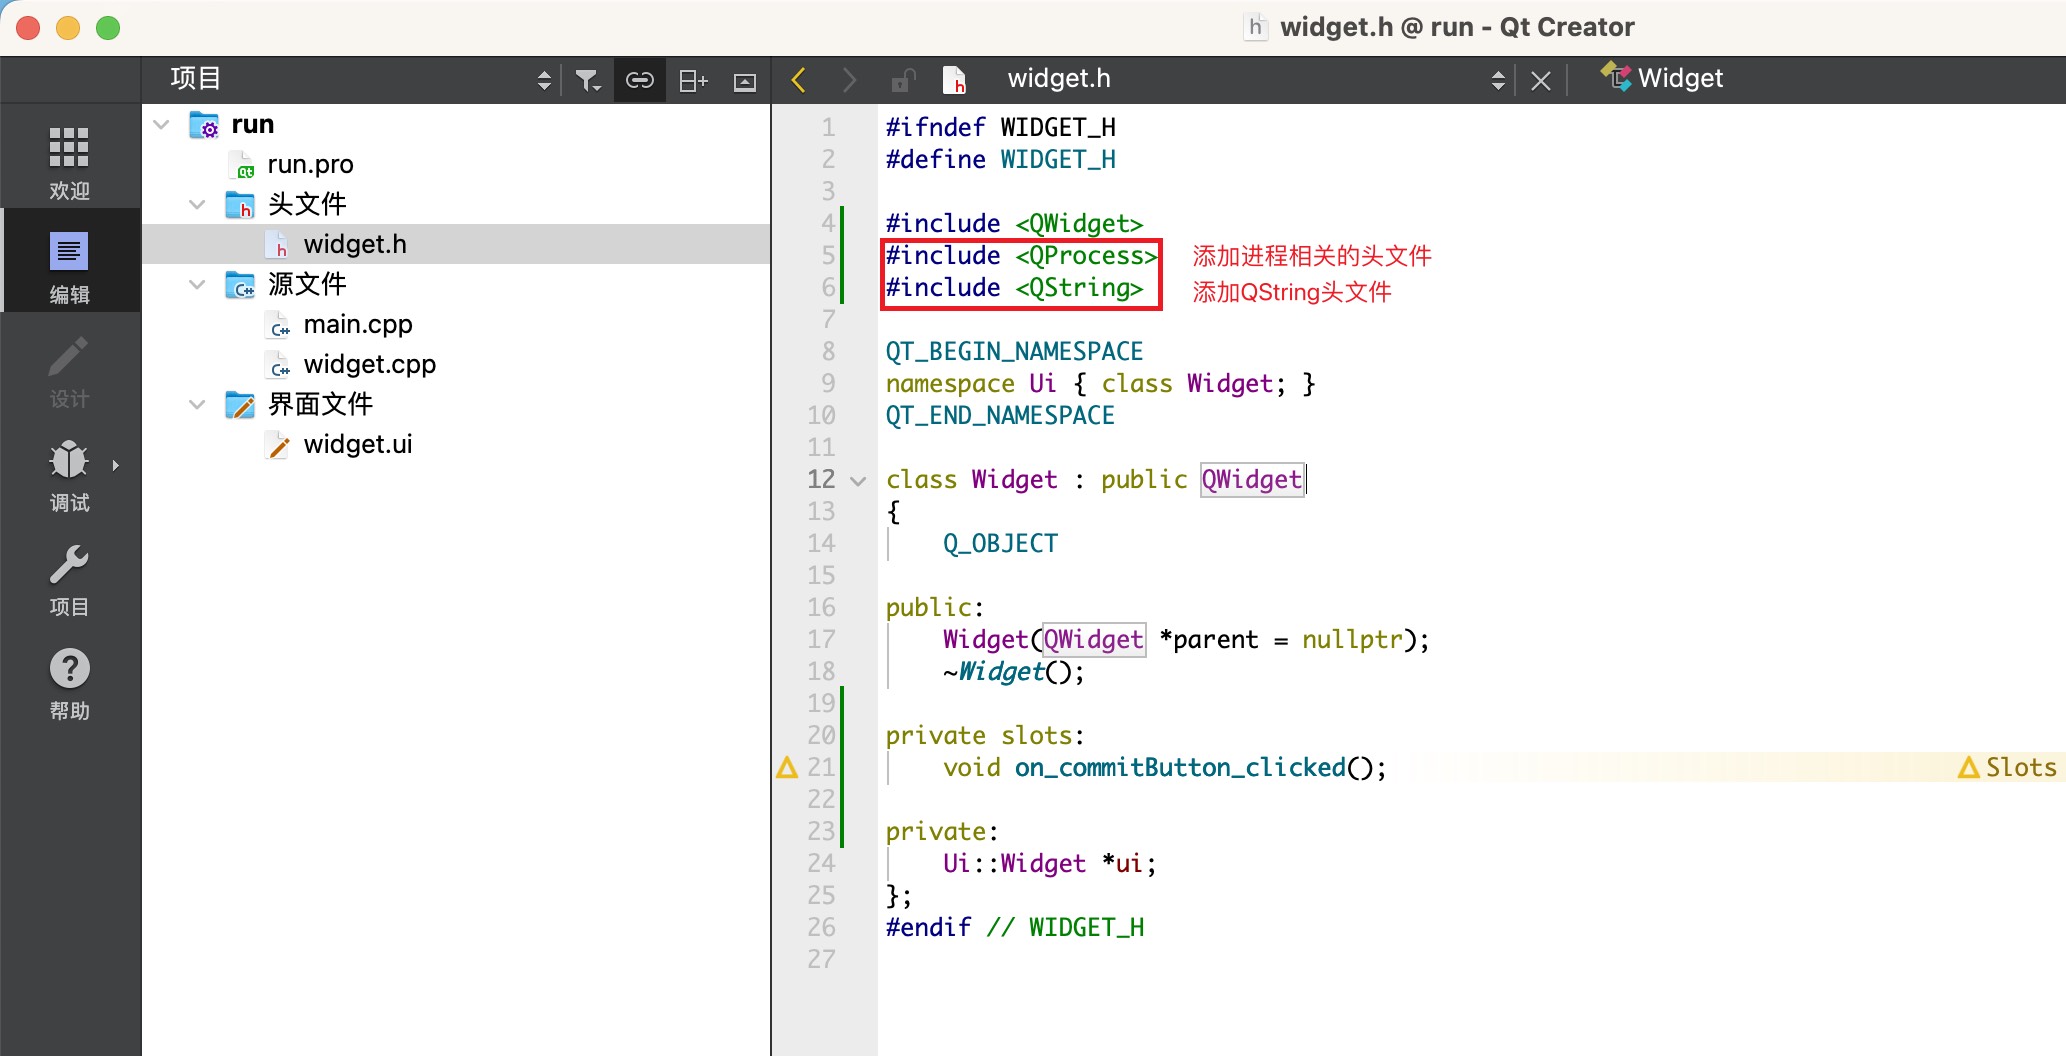 widget.h @ run - Qt Creator
项目
widget.h
Widget
欢迎
编辑
设计
调试
项目
帮助
run
run.pro
头文件
widget.h
源文件
main.cpp
widget.cpp
界面文件
widget.ui
1 #ifndef WIDGET_H
2 #define WIDGET_H
3
4 #include <QWidget>
5 #include <QProcess> 添加进程相关的头文件
6 #include <QString> 添加QString头文件
7
8 QT_BEGIN_NAMESPACE
9 namespace Ui { class Widget; }
10 QT_END_NAMESPACE
11
12 class Widget : public QWidget
13 {
14 Q_OBJECT
15
16 public:
17 Widget(QWidget *parent = nullptr);
18 ~Widget();
19
20 private slots:
21 void on_commitButton_clicked(); Slots
22
23 private:
24 Ui::Widget *ui;
25 };
26 #endif // WIDGET_H
27